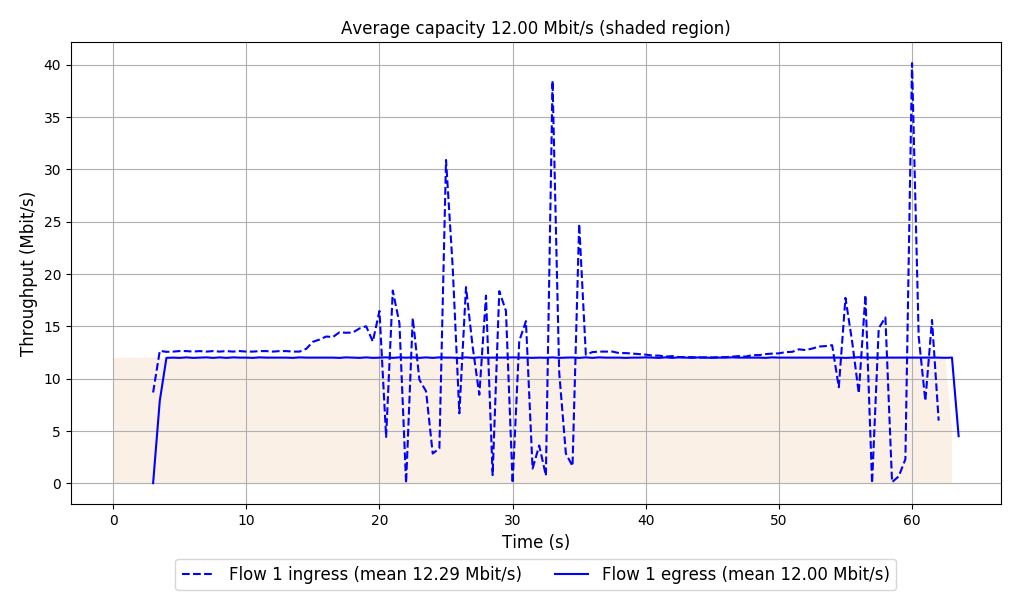 Average capacity 12.00 Mbit/s (shaded region)
Throughput (Mbit/s)
40
35
30
25
20
15
10
5
0
0 10 20 30 40 50 60
Time (s)
Flow 1 ingress (mean 12.29 Mbit/s) Flow 1 egress (mean 12.00 Mbit/s)